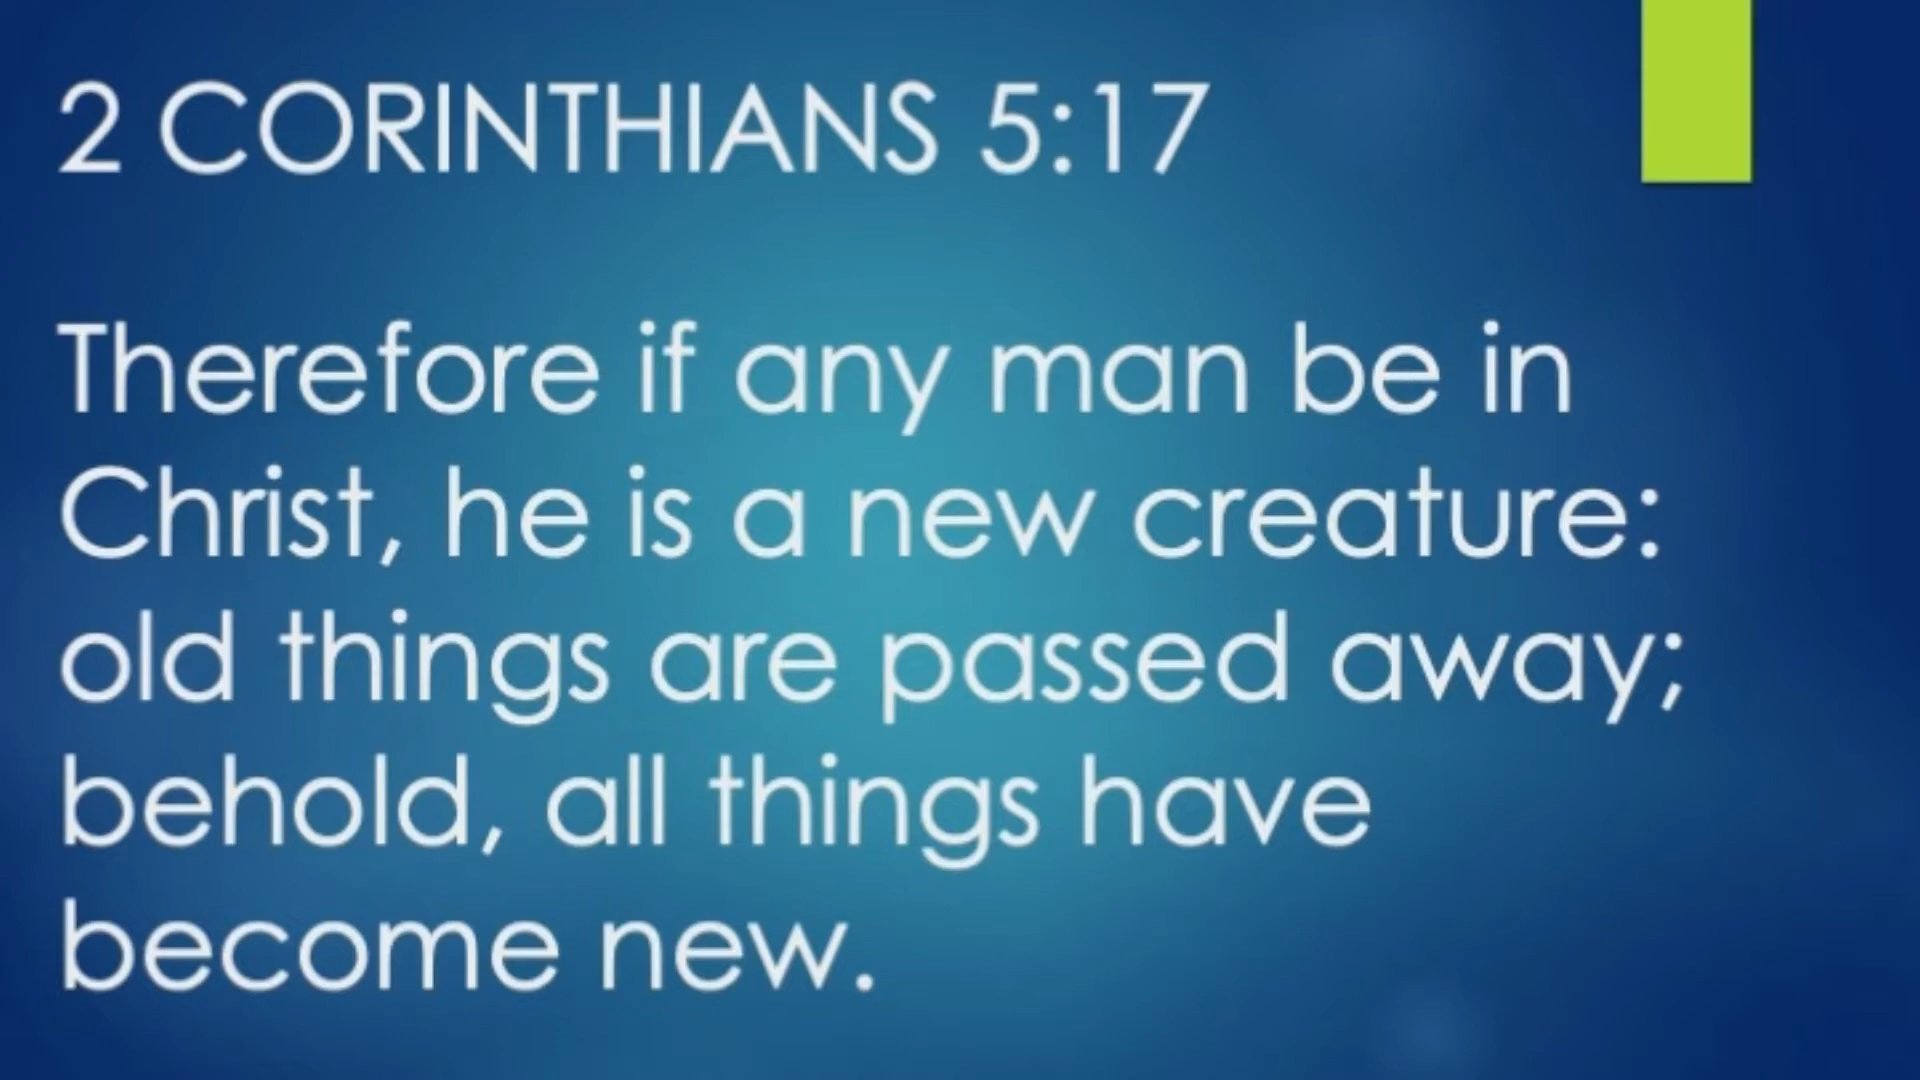 2 CORINTHIANS 5:17
Therefore if any man be in
Christ, he is a new creature:
old things are passed away;
behold, all things have
become new.